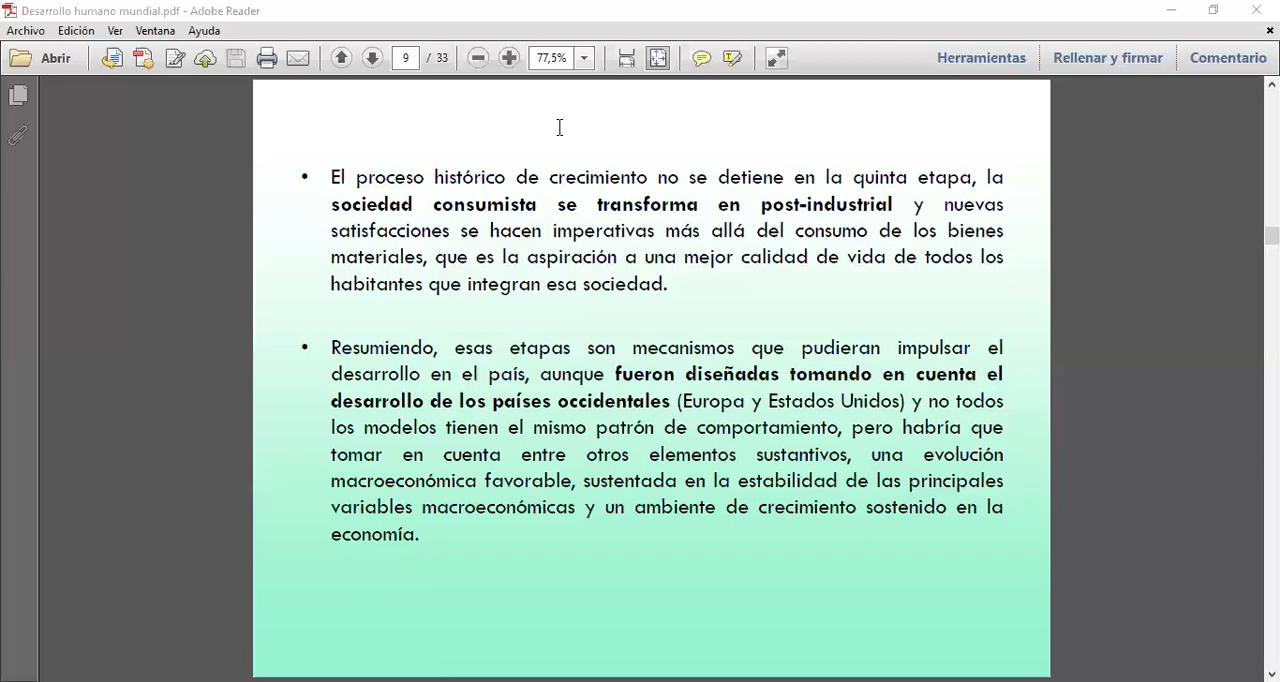 Desarrollo humano mundial.pdf - Adobe Reader
Archivo Edición Ver Ventana Ayuda
Abrir 9 / 33 77,5% Herramientas Rellenar y firmar Comentario
• El proceso histórico de crecimiento no se detiene en la quinta etapa, la
sociedad consumista se transforma en post-industrial y nuevas
satisfacciones se hacen imperativas más allá del consumo de los bienes
materiales, que es la aspiración a una mejor calidad de vida de todos los
habitantes que integran esa sociedad.
• Resumiendo, esas etapas son mecanismos que pudieran impulsar el
desarrollo en el país, aunque fueron diseñadas tomando en cuenta el
desarrollo de los países occidentales (Europa y Estados Unidos) y no todos
los modelos tienen el mismo patrón de comportamiento, pero habría que
tomar en cuenta entre otros elementos sustantivos, una evolución
macroeconómica favorable, sustentada en la estabilidad de las principales
variables macroeconómicas y un ambiente de crecimiento sostenido en la
economía.